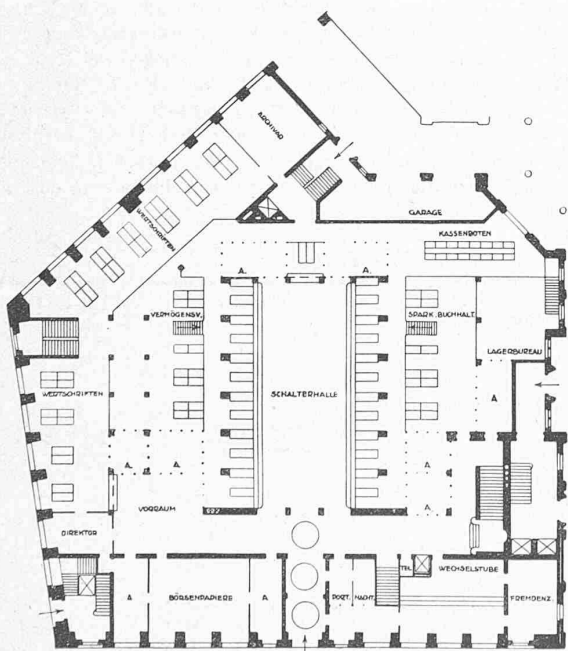 ARCHIVAR
WERTSCHRIFTEN
GARAGE
KASSENBOTEN
A.
A.
VERMÖGENSV.
SPARK. BUCHHALT.
LAGERBUREAU
A
WERTSCHRIFTEN
SCHALTERHALLE
A.
A.
A
A
VORRAUM
DIREKTOR
TEL.
WECHSELSTUBE
A
BÖRSENPAPIERE
A.
PORT.
NACHT.
FREMDENZ.